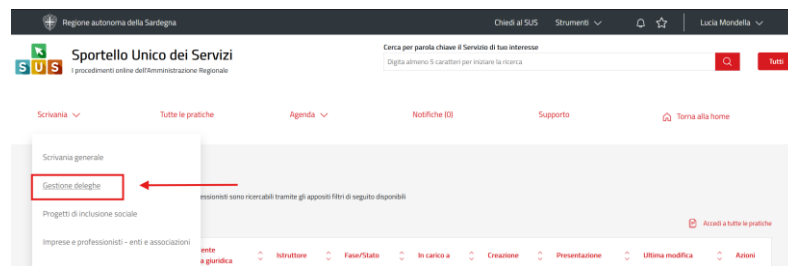 Regione autonoma della Sardegna
Chiedi al SUS
Strumenti
Lucia Mondella
SUS
Sportello Unico dei Servizi
I procedimenti online dell'Amministrazione Regionale
Cerca per parola chiave il Servizio di tuo interesse
Digita almeno 5 caratteri per iniziare la ricerca
Tutti
Scrivania
Tutte le pratiche
Agenda
Notifiche (0)
Supporto
Torna alla home
Scrivania generale
Gestione deleghe
essionisti sono ricercabili tramite gli appositi filtri di seguito disponibili
Progetti di inclusione sociale
Accedi a tutte le pratiche
Imprese e professionisti - enti e associazioni
ente
a giuridica
Istruttore
Fase/Stato
In carico a
Creazione
Presentazione
Ultima modifica
Azioni